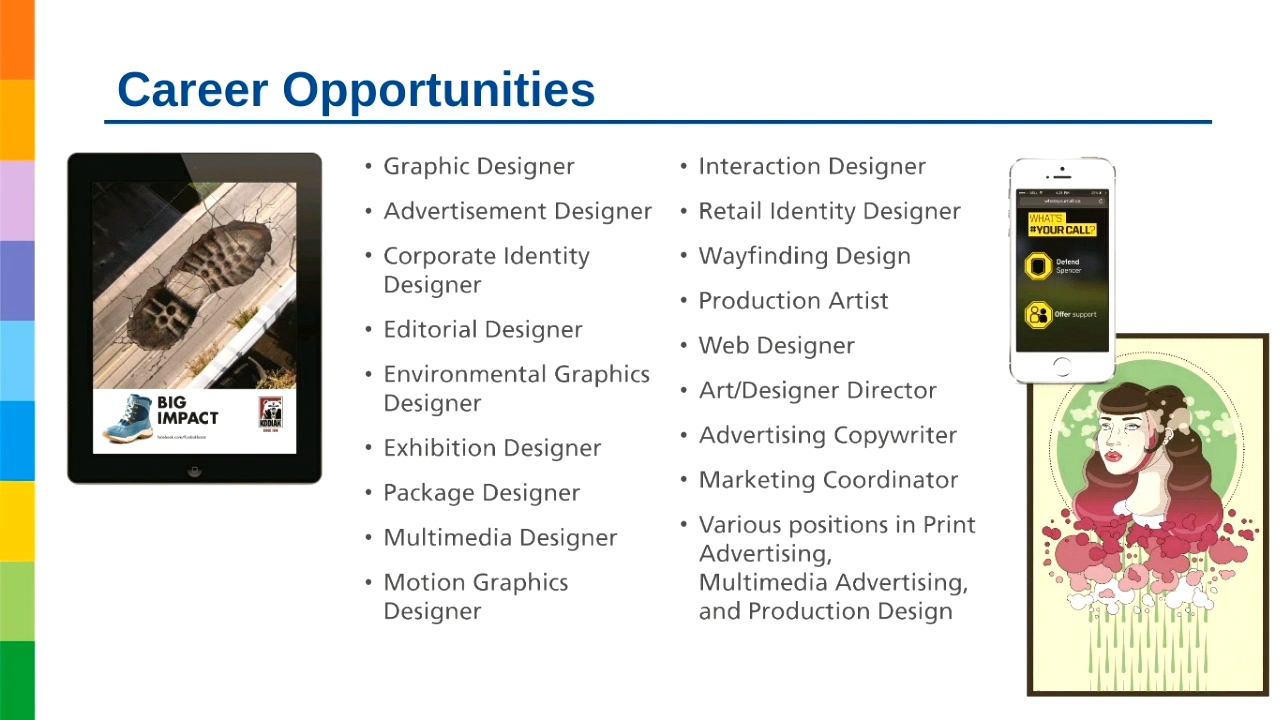 Career Opportunities
• Graphic Designer
• Advertisement Designer
• Corporate Identity
Designer
• Editorial Designer
• Environmental Graphics
Designer
• Exhibition Designer
• Package Designer
• Multimedia Designer
• Motion Graphics
Designer
• Interaction Designer
• Retail Identity Designer
• Wayfinding Design
• Production Artist
• Web Designer
• Art/Designer Director
• Advertising Copywriter
• Marketing Coordinator
• Various positions in Print
Advertising,
Multimedia Advertising,
and Production Design
BIG
IMPACT
KODIAK
WHAT'S
#YOUR CALL?
Defend
Spencer
Offer support